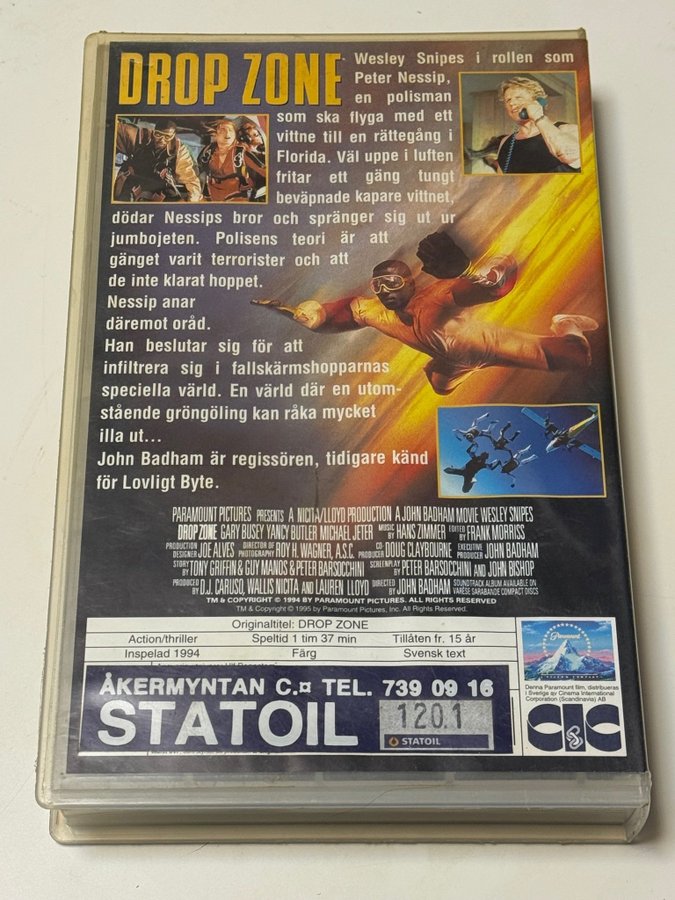 DROP ZONE
Wesley Snipes i rollen som
Peter Nessip,
en polisman
som ska flyga med ett
vittne till en rättegång i
Florida. Väl uppe i luften
fritar ett gäng tungt
beväpnade kapare vittnet,
dödar Nessips bror och spränger sig ut ur
jumbojeten. Polisens teori är att
gänget varit terrorister och att
de inte klarat hoppet.
Nessip anar
däremot oråd.
Han beslutar sig för att
infiltrera sig i fallskärmshopparnas
speciella värld. En värld där en utom-
stående gröngöling kan råka mycket
illa ut...
John Badham är regissören, tidigare känd
för Lovligt Byte.
PARAMOUNT PICTURES PRESENTS A NICITA/LLOYD PRODUCTION A JOHN BADHAM MOVIE WESLEY SNIPES
DROP ZONE GARY BUSEY YANCY BUTLER MICHAEL JETER MUSIC BY HANS ZIMMER EDITED BY FRANK MORRISS
PRODUCTION DESIGNER JOE ALVES DIRECTOR OF PHOTOGRAPHY ROY H. WAGNER, A.S.C. CO-PRODUCER DOUG CLAYBOURNE EXECUTIVE PRODUCER JOHN BADHAM
STORY BY TONY GRIFFIN & GUY MANOS & PETER BARSOCCHINI SCREENPLAY BY PETER BARSOCCHINI AND JOHN BISHOP
PRODUCED BY D.J. CARUSO, WALLIS NICITA AND LAUREN LLOYD DIRECTED BY JOHN BADHAM SOUNDTRACK ALBUM AVAILABLE ON VARÈSE SARABANDE COMPACT DISCS
TM & COPYRIGHT © 1994 BY PARAMOUNT PICTURES. ALL RIGHTS RESERVED
TM & Copyright © 1995 by Paramount Pictures, Inc. All Rights Reserved.
Originaltitel: DROP ZONE
Action/thriller Speltid 1 tim 37 min Tillåten fr. 15 år
Inspelad 1994 Färg Svensk text
ÅKERMYNTAN C.¤ TEL. 739 09 16
STATOIL
1201
STATOIL
Paramount
Denna Paramount film, distribueras
i Sverige av Cinema International
Corporation (Scandinavia) AB
CIC